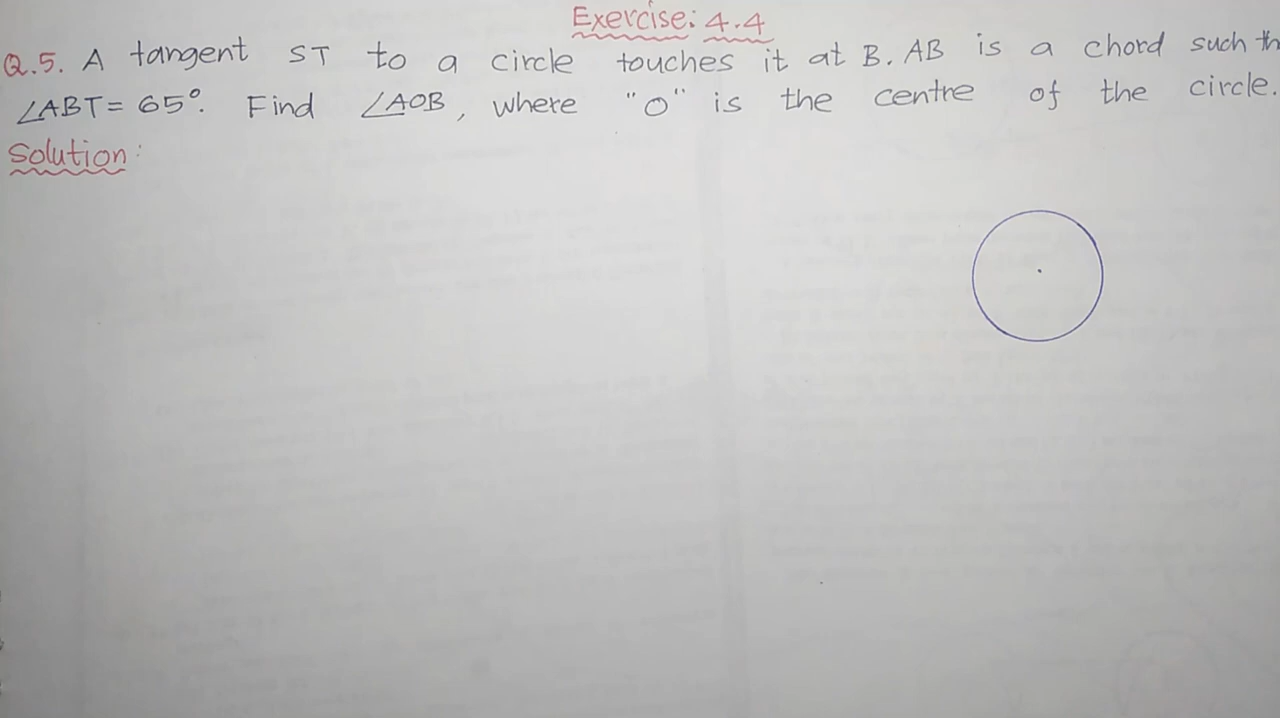 Exercise: 4.4
Q.5. A tangent ST to a circle touches it at B. AB is a chord such th
∠ABT = 65°. Find ∠AOB, where "O" is the centre of the circle.
Solution: